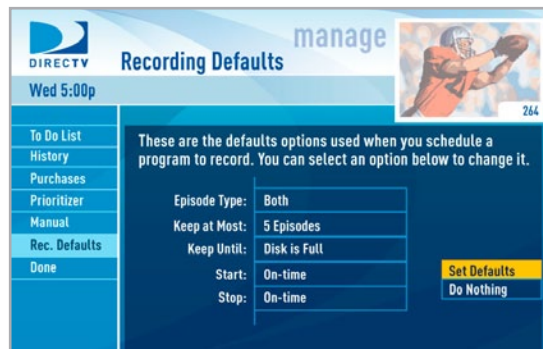 manage
DIRECTV
Recording Defaults
Wed 5:00p
264
To Do List
History
Purchases
Prioritizer
Manual
Rec. Defaults
Done
These are the defaults options used when you schedule a
program to record. You can select an option below to change it.
Episode Type: Both
Keep at Most: 5 Episodes
Keep Until: Disk is Full
Start: On-time
Stop: On-time
Set Defaults
Do Nothing